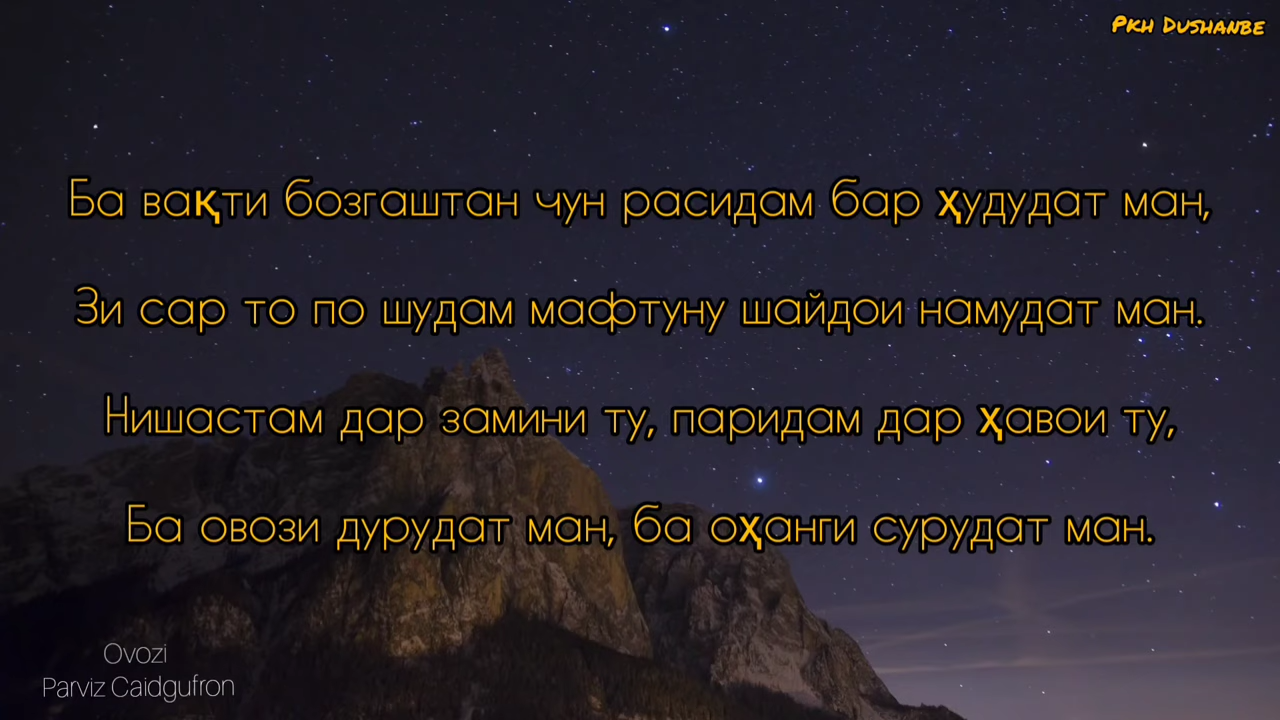 Pkh Dushanbe
Ба вақти бозгаштан чун расидам бар ҳудудат ман,
Зи сар то по шудам мафтуну шайдои намудат ман.
Нишастам дар замини ту, паридам дар ҳавои ту,
Ба овози дурудат ман, ба оҳанги сурудат ман.
Ovozi
Parviz Caidgufron